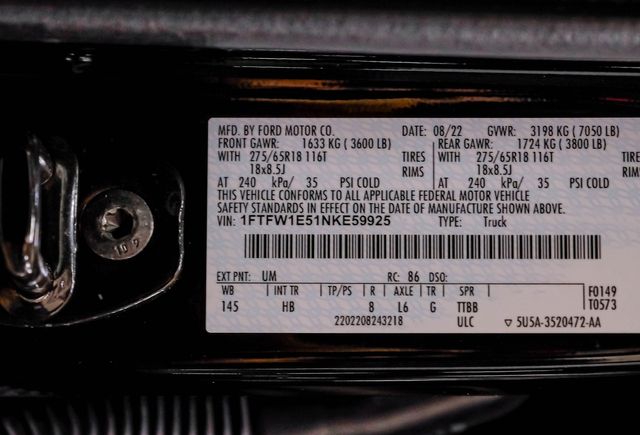 MFD. BY FORD MOTOR CO. DATE: 08/22 GVWR: 3198 KG ( 7050 LB)
FRONT GAWR: 1633 KG ( 3600 LB) REAR GAWR: 1724 KG ( 3800 LB)
WITH 275/65R18 116T TIRES WITH 275/65R18 116T TIRES
18x8.5J RIMS 18x8.5J RIMS
AT 240 kPa/ 35 PSI COLD AT 240 kPa/ 35 PSI COLD
THIS VEHICLE CONFORMS TO ALL APPLICABLE FEDERAL MOTOR VEHICLE
SAFETY STANDARDS IN EFFECT ON THE DATE OF MANUFACTURE SHOWN ABOVE.
VIN: 1FTFW1E51NKE59925 TYPE: Truck
EXT PNT: UM RC: 86 DSO:
WB INT TR TP/PS R AXLE TR SPR F0149
145 HB 8 L6 G TTBB T0573
2202208243218 ULC ▽ 5U5A-3520472-AA